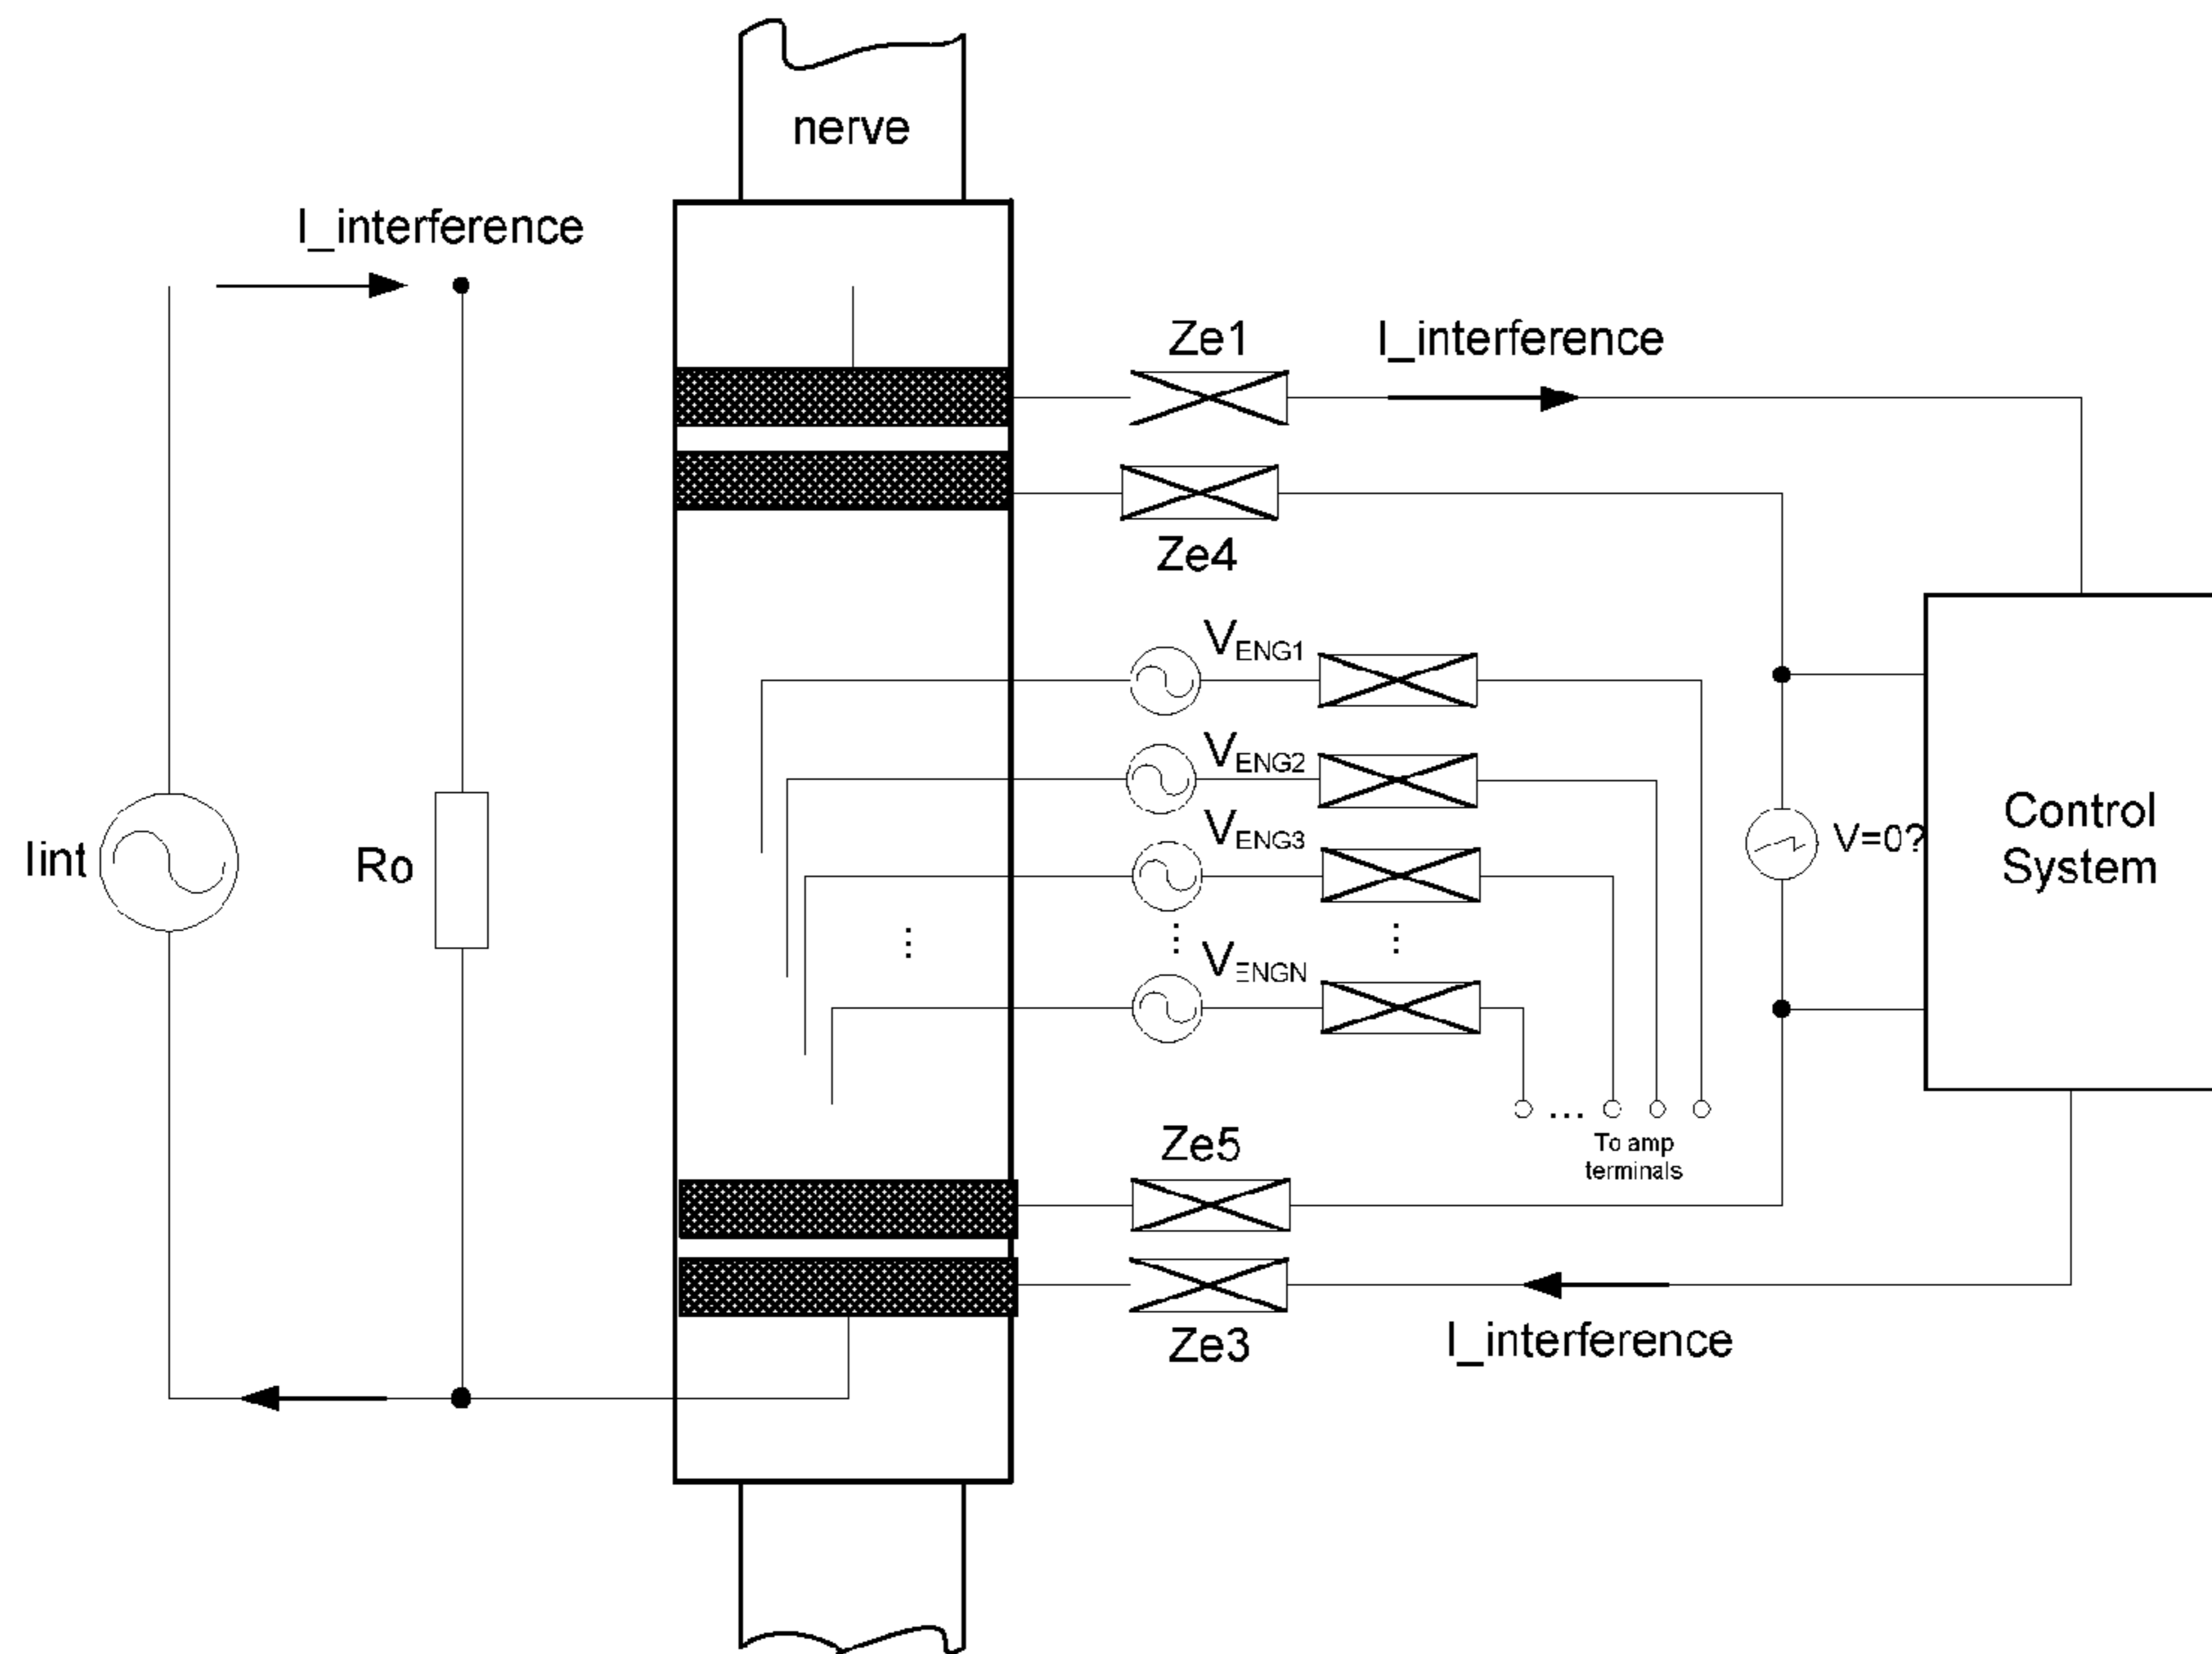 nerve
I_interference
Ze1
I_interference
Ze4
VENG1
VENG2
VENG3
VENGN
Iint
Ro
V=0?
Control
System
⋮
⋮
⋮
...
To amp
terminals
Ze5
Ze3
I_interference